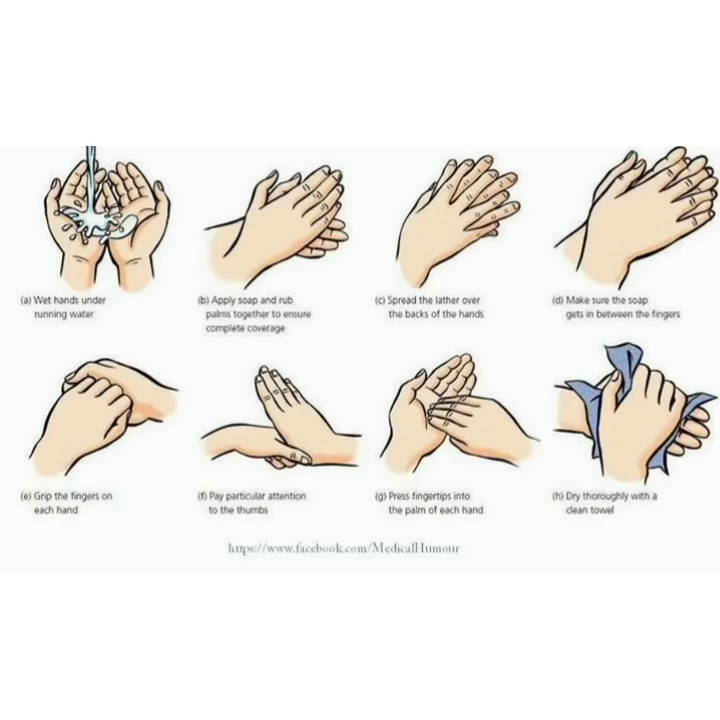 (a) Wet hands under
running water
(b) Apply soap and rub
palms together to ensure
complete coverage
(c) Spread the lather over
the backs of the hands
(d) Make sure the soap
gets in between the fingers
(e) Grip the fingers on
each hand
(f) Pay particular attention
to the thumbs
(g) Press fingertips into
the palm of each hand
(h) Dry thoroughly with a
clean towel
https://www.facebook.com/MedicalHumour